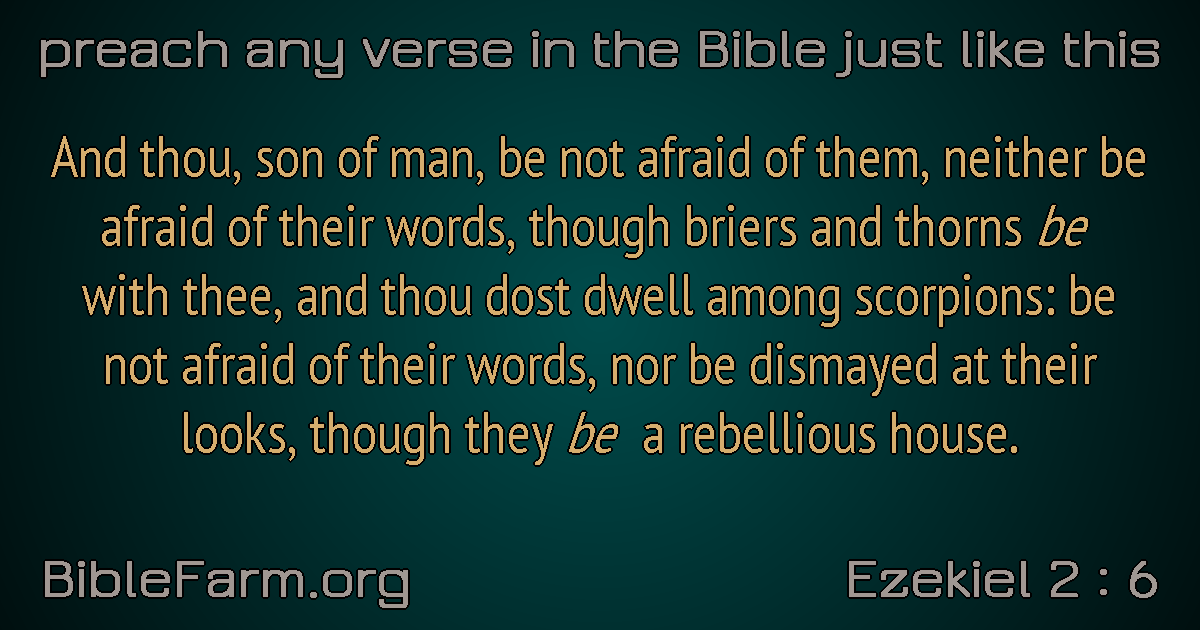 preach any verse in the Bible just like this
And thou, son of man, be not afraid of them, neither be
afraid of their words, though briers and thorns be
with thee, and thou dost dwell among scorpions: be
not afraid of their words, nor be dismayed at their
looks, though they be a rebellious house.
BibleFarm.org
Ezekiel 2 : 6